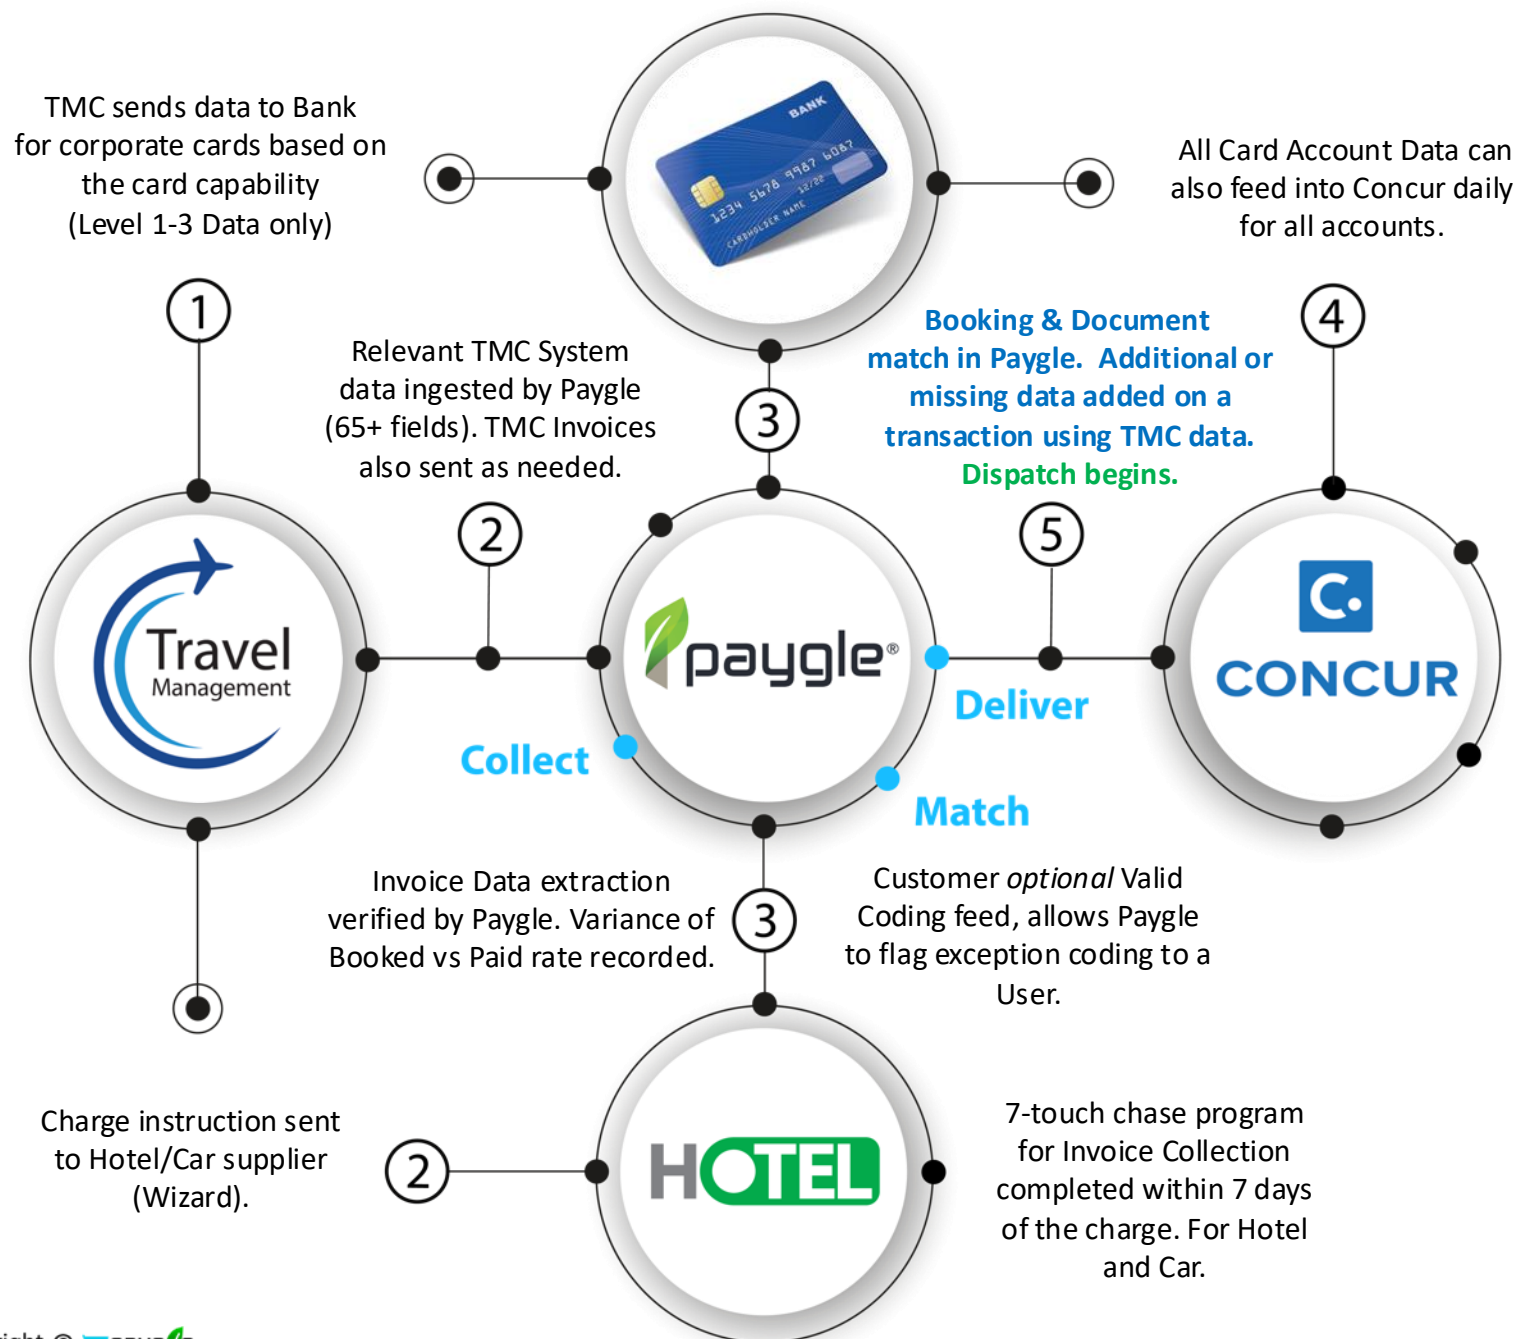 TMC sends data to Bank
for corporate cards based on
the card capability
(Level 1-3 Data only)
BANK
1234 5678 9987 6087
12/22
CARDHOLDER NAME
All Card Account Data can
also feed into Concur daily
for all accounts.
1
Relevant TMC System
data ingested by Paygle
(65+ fields). TMC Invoices
also sent as needed.
3
Booking & Document
match in Paygle. Additional or
missing data added on a
transaction using TMC data.
Dispatch begins.
4
2
5
Travel
Management
paygle®
C.
CONCUR
Collect
Deliver
Match
Invoice Data extraction
verified by Paygle. Variance of
Booked vs Paid rate recorded.
3
Customer optional Valid
Coding feed, allows Paygle
to flag exception coding to a
User.
Charge instruction sent
to Hotel/Car supplier
(Wizard).
2
HOTEL
7-touch chase program
for Invoice Collection
completed within 7 days
of the charge. For Hotel
and Car.